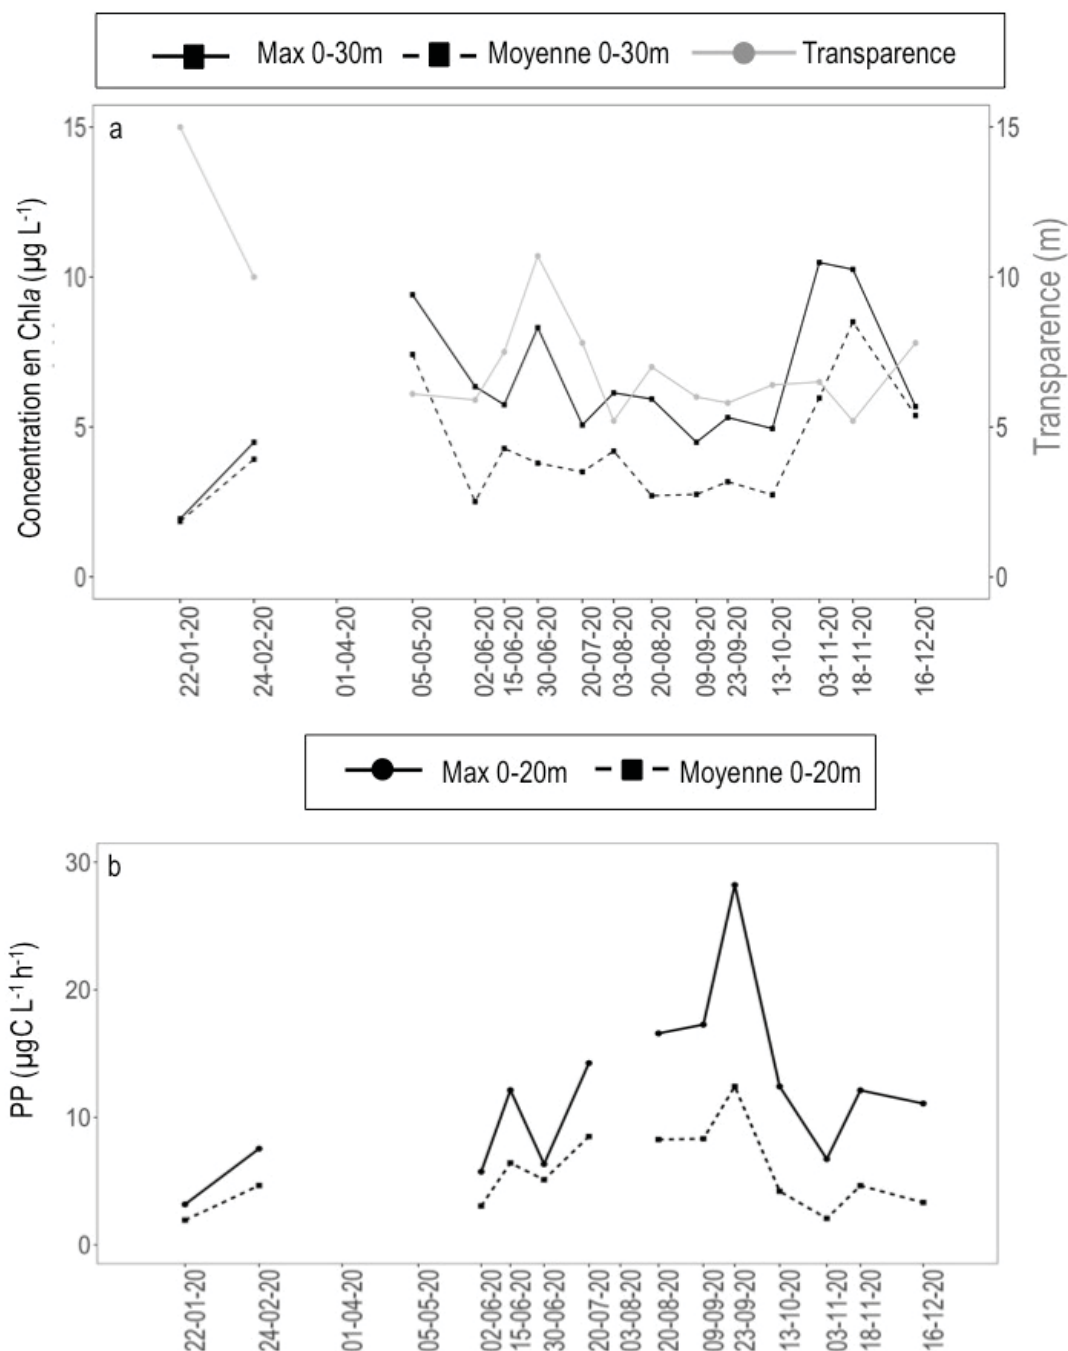 Max 0-30m Moyenne 0-30m Transparence
a
15 15
10 10
5 5
0 0
Concentration en Chla (µg L-1)
Transparence (m)
22-01-20 24-02-20 01-04-20 05-05-20 02-06-20 15-06-20 30-06-20 20-07-20 03-08-20 20-08-20 09-09-20 23-09-20 13-10-20 03-11-20 18-11-20 16-12-20
Max 0-20m Moyenne 0-20m
b
30
20
10
0
PP (µgC L-1 h-1)
22-01-20 24-02-20 01-04-20 05-05-20 02-06-20 15-06-20 30-06-20 20-07-20 03-08-20 20-08-20 09-09-20 23-09-20 13-10-20 03-11-20 18-11-20 16-12-20